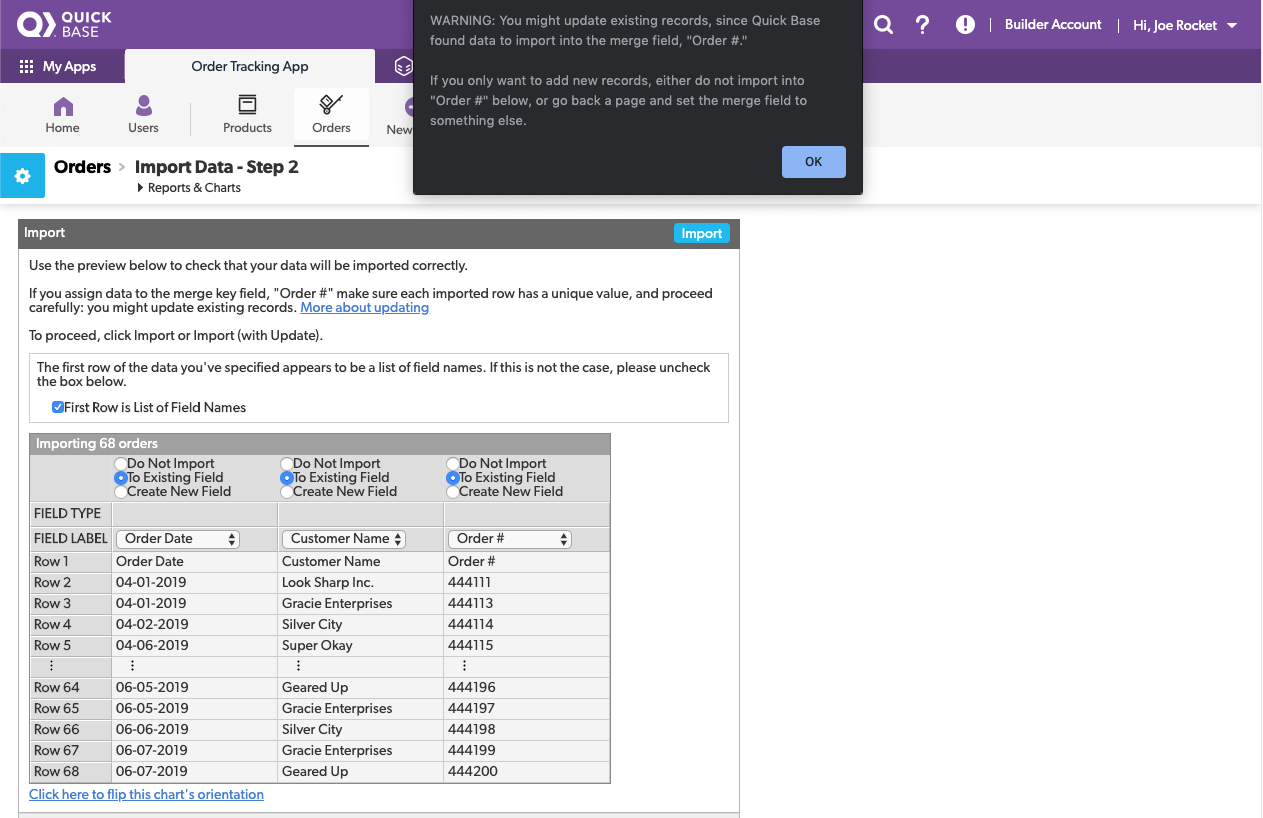 QUICK
BASE
Builder Account
Hi, Joe Rocket
My Apps
Order Tracking App
WARNING: You might update existing records, since Quick Base
found data to import into the merge field, "Order #."
If you only want to add new records, either do not import into
"Order #" below, or go back a page and set the merge field to
something else.
OK
Home
Users
Products
Orders
New
Orders > Import Data - Step 2
Reports & Charts
Import
Import
Use the preview below to check that your data will be imported correctly.
If you assign data to the merge key field, "Order #" make sure each imported row has a unique value, and proceed
carefully: you might update existing records. More about updating
To proceed, click Import or Import (with Update).
The first row of the data you've specified appears to be a list of field names. If this is not the case, please uncheck
the box below.
First Row is List of Field Names
Importing 68 orders
Do Not Import Do Not Import Do Not Import
To Existing Field To Existing Field To Existing Field
Create New Field Create New Field Create New Field
FIELD TYPE
FIELD LABEL Order Date Customer Name Order #
Row 1 Order Date Customer Name Order #
Row 2 04-01-2019 Look Sharp Inc. 444111
Row 3 04-01-2019 Gracie Enterprises 444113
Row 4 04-02-2019 Silver City 444114
Row 5 04-06-2019 Super Okay 444115
⋮ ⋮ ⋮ ⋮
Row 64 06-05-2019 Geared Up 444196
Row 65 06-05-2019 Gracie Enterprises 444197
Row 66 06-06-2019 Silver City 444198
Row 67 06-07-2019 Gracie Enterprises 444199
Row 68 06-07-2019 Geared Up 444200
Click here to flip this chart's orientation